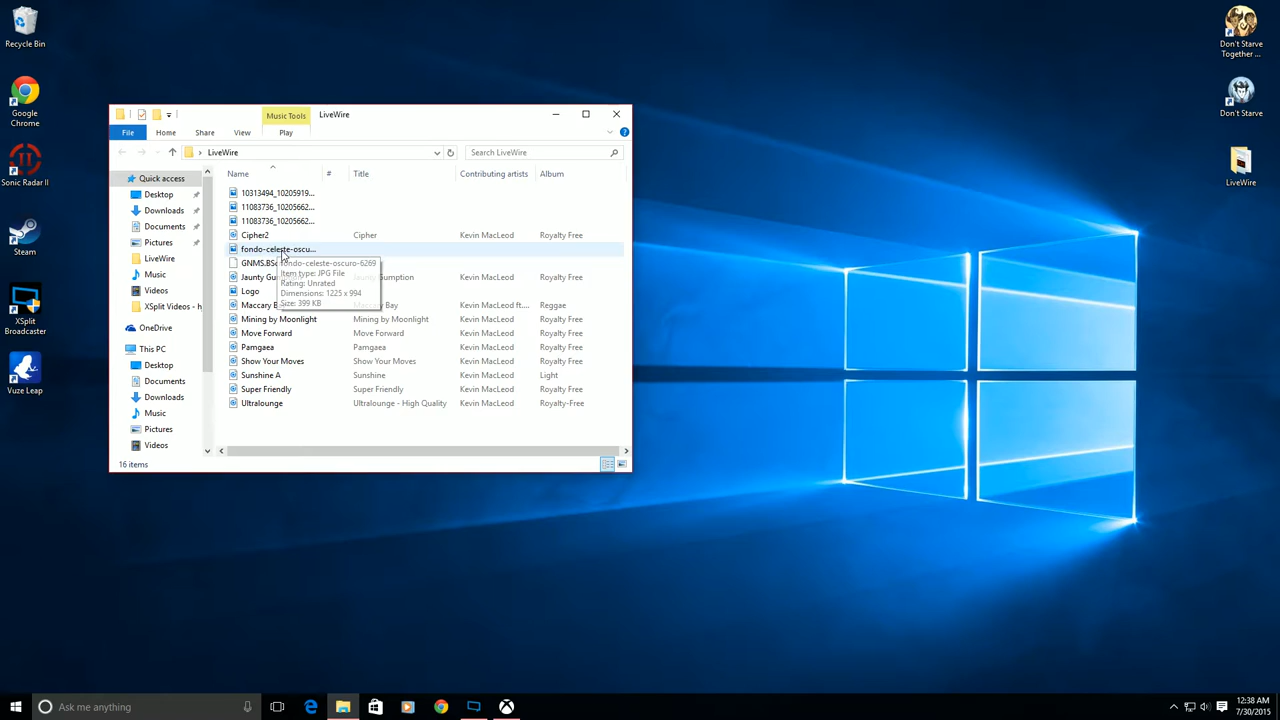 Recycle Bin
Google Chrome
Sonic Radar II
Steam
XSplit Broadcaster
Vuze Leap
Don't Starve Together ...
Don't Starve
LiveWire
Music Tools
LiveWire
File
Home
Share
View
Play
LiveWire
Search LiveWire
Quick access
Desktop
Downloads
Documents
Pictures
LiveWire
Music
Videos
XSplit Videos - h
OneDrive
This PC
Desktop
Documents
Downloads
Music
Pictures
Videos
Name # Title Contributing artists Album
10313494_10205919...
11083736_10205662...
11083736_10205662...
Cipher2 Cipher Kevin MacLeod Royalty Free
fondo-celeste-oscu...
GNMS.BS
Jaunty Gu Gumption Kevin MacLeod Royalty Free
Logo
Maccary B Bay Kevin MacLeod ft.... Reggae
Mining by Moonlight Mining by Moonlight Kevin MacLeod Royalty Free
Move Forward Move Forward Kevin MacLeod Royalty Free
Pamgaea Pamgaea Kevin MacLeod Royalty Free
Show Your Moves Show Your Moves Kevin MacLeod Royalty Free
Sunshine A Sunshine Kevin MacLeod Light
Super Friendly Super Friendly Kevin MacLeod Royalty Free
Ultralounge Ultralounge - High Quality Kevin MacLeod Royalty-Free
fondo-celeste-oscuro-6269
Item type: JPG File
Rating: Unrated
Dimensions: 1225 x 994
Size: 399 KB
16 items
Ask me anything
12:38 AM
7/30/2015